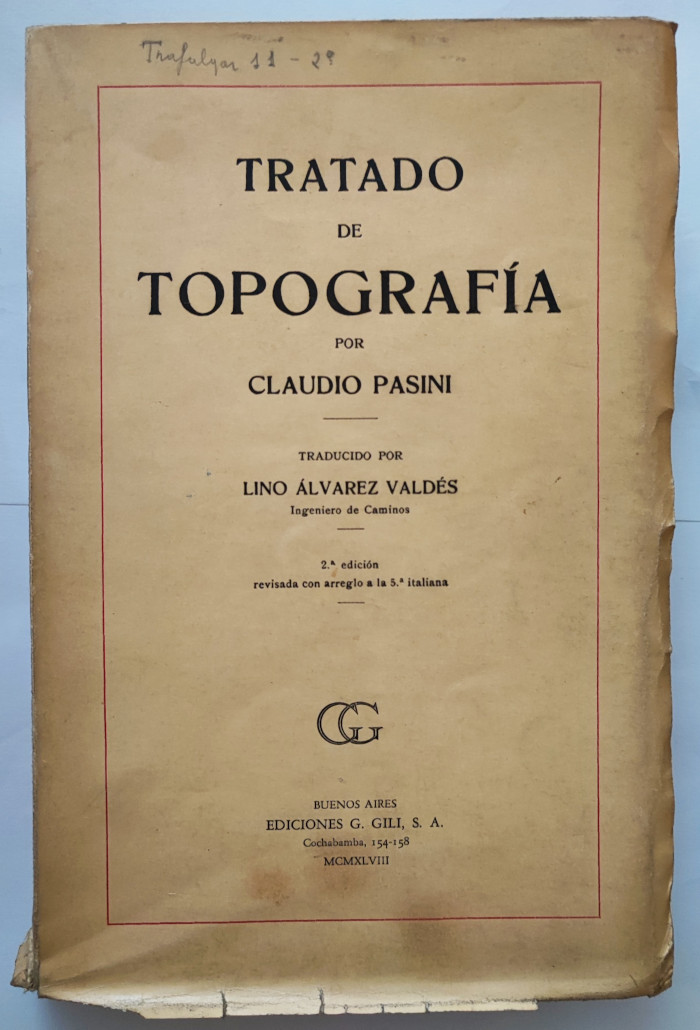 Trafalgar 11 - 2º
TRATADO
DE
TOPOGRAFÍA
POR
CLAUDIO PASINI
TRADUCIDO POR
LINO ÁLVAREZ VALDÉS
Ingeniero de Caminos
2.ª edición
revisada con arreglo a la 5.ª italiana
GG
BUENOS AIRES
EDICIONES G. GILI, S. A.
Cochabamba, 154-158
MCMXLVIII